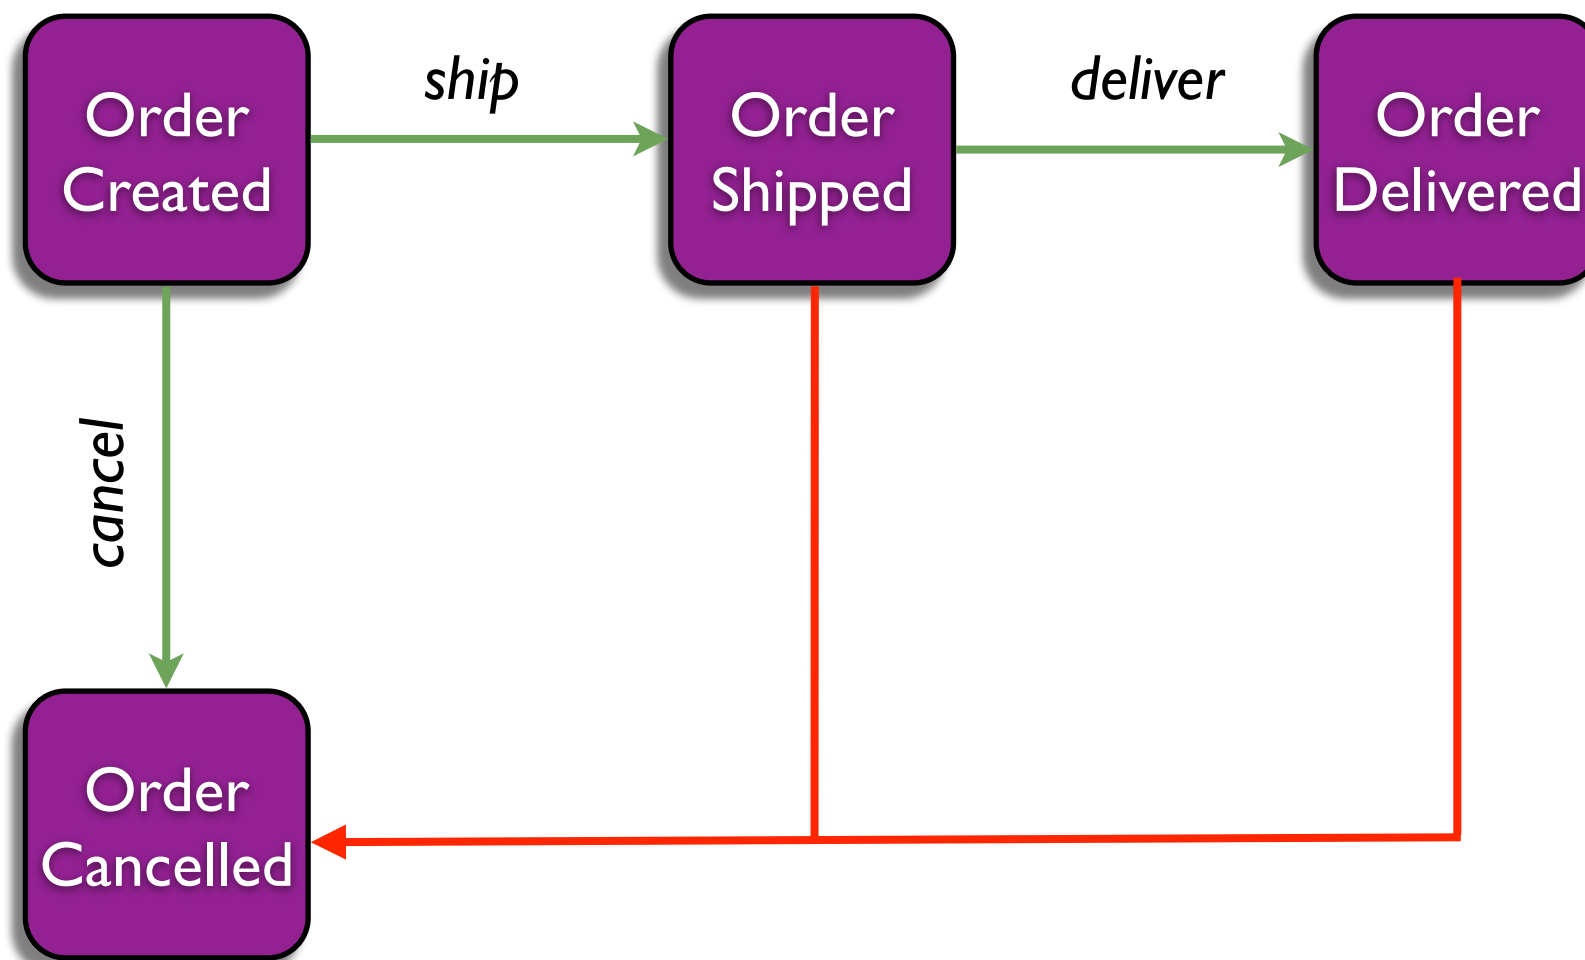 Order
Created
ship
Order
Shipped
deliver
Order
Delivered
cancel
Order
Cancelled